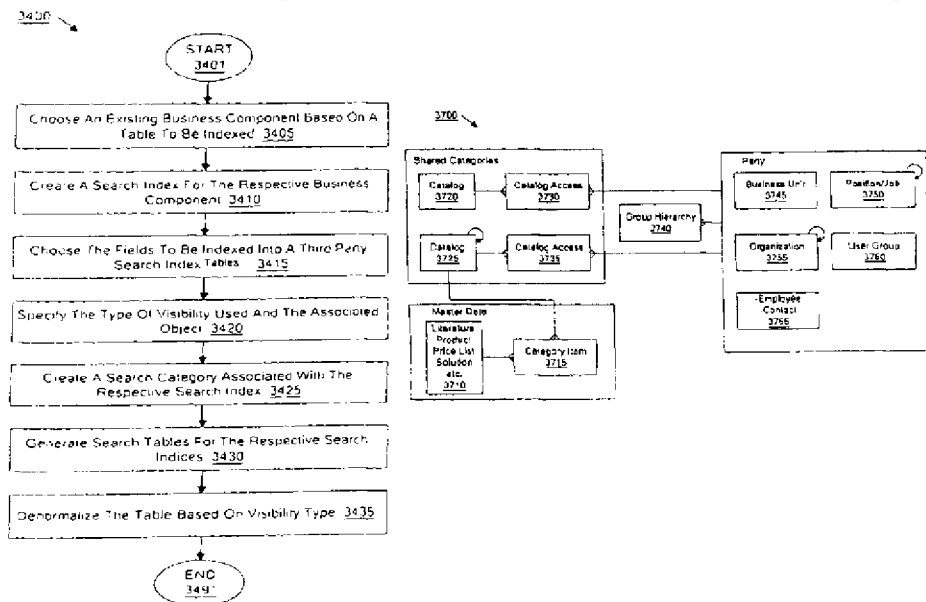 3400
START
3401
Choose An Existing Business Component Based On A
Table To Be Indexed 3405
Create A Search Index For The Respective Business
Component 3410
Choose The Fields To Be Indexed Into A Third Party
Search Index Tables 3415
Specify The Type Of Visibility Used And The Associated
Object 3420
Create A Search Category Associated With The
Respective Search Index 3425
Generate Search Tables For The Respective Search
Indices 3430
Denormalize The Table Based On Visibility Type 3435
END
3491
3700
Shared Categories
Catalog
3720
Catalog Access
3730
Catalog
3725
Catalog Access
3735
Group Hierarchy
3740
Party
Business Unit
3745
Position/Job
3750
Organization
3755
User Group
3760
Employee
Contact
3765
Master Data
Literature
Product
Price List
Solution
etc.
3710
Category Item
3715